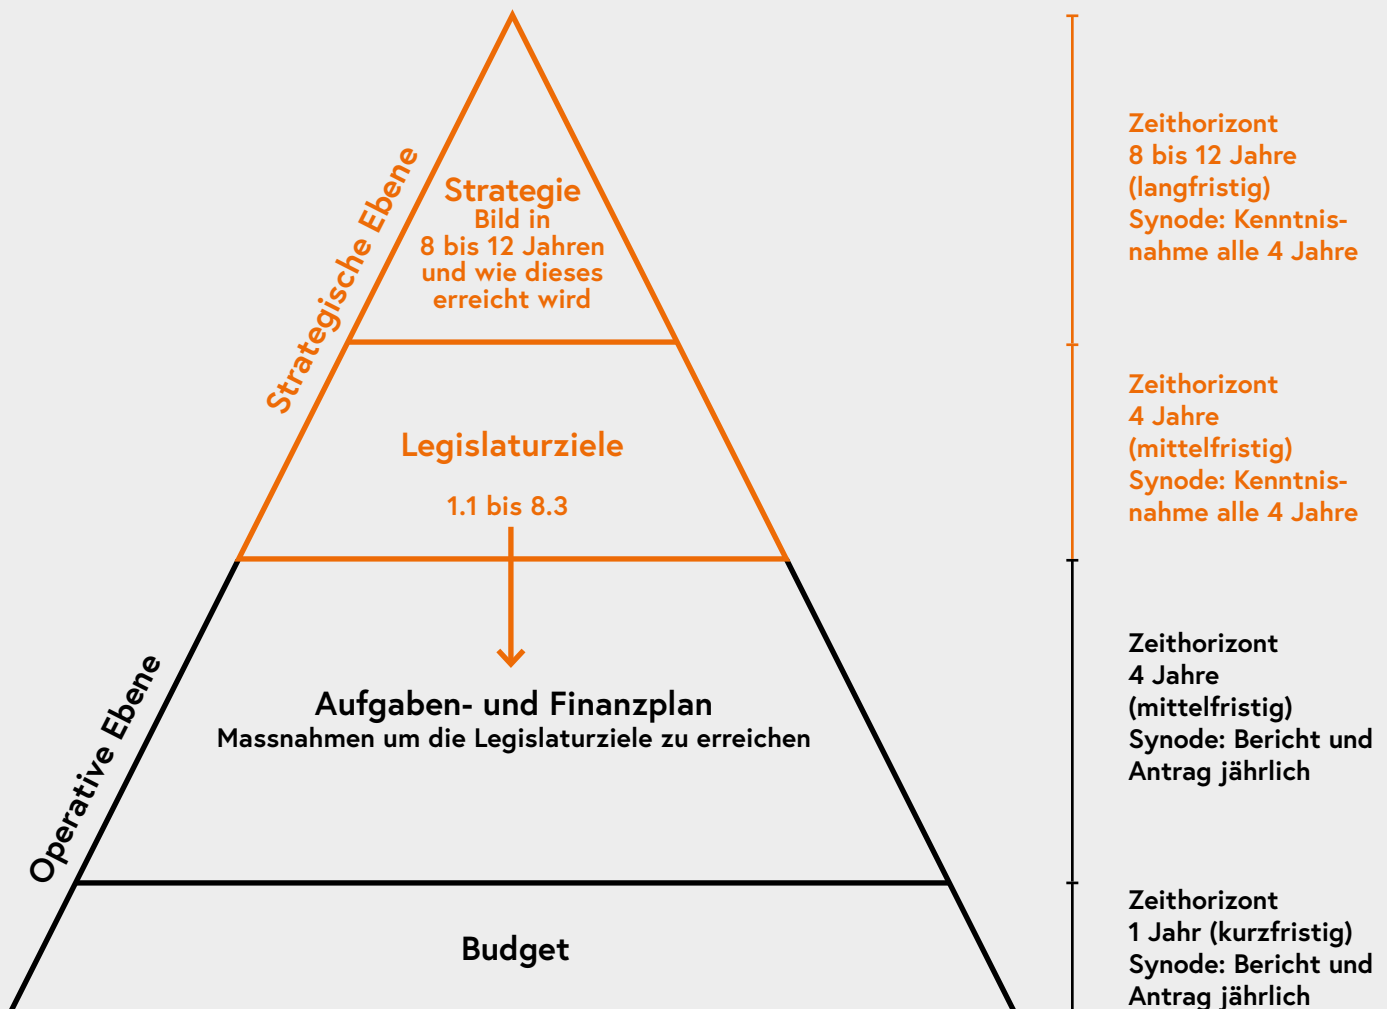 Strategische Ebene
Strategie
Bild in
8 bis 12 Jahren
und wie dieses
erreicht wird
Zeithorizont
8 bis 12 Jahre
(langfristig)
Synode: Kenntnis-
nahme alle 4 Jahre
Legislaturziele
1.1 bis 8.3
Zeithorizont
4 Jahre
(mittelfristig)
Synode: Kenntnis-
nahme alle 4 Jahre
Operative Ebene
Aufgaben- und Finanzplan
Massnahmen um die Legislaturziele zu erreichen
Zeithorizont
4 Jahre
(mittelfristig)
Synode: Bericht und
Antrag jährlich
Budget
Zeithorizont
1 Jahr (kurzfristig)
Synode: Bericht und
Antrag jährlich